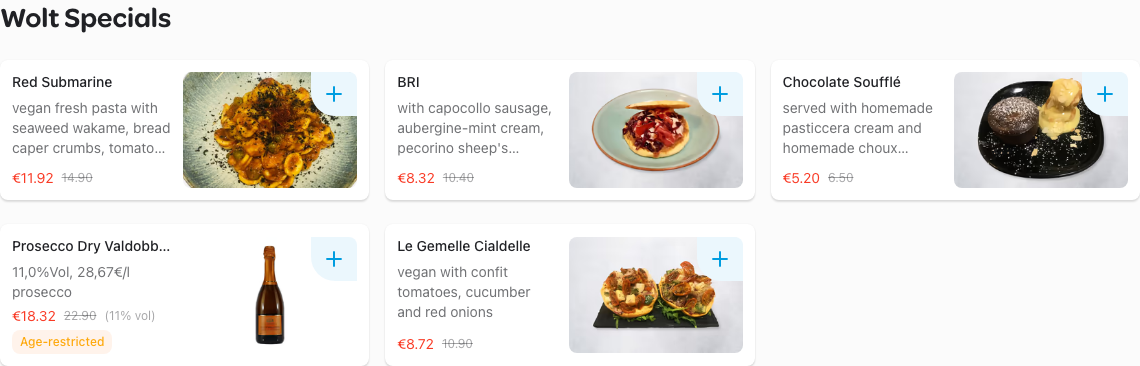 Wolt Specials
Red Submarine
vegan fresh pasta with
seaweed wakame, bread
caper crumbs, tomato...
€11.92 14.90
BRI
with capocollo sausage,
aubergine-mint cream,
pecorino sheep's...
€8.32 10.40
Chocolate Soufflé
served with homemade
pasticcera cream and
homemade choux...
€5.20 6.50
Prosecco Dry Valdobb...
11,0%Vol, 28,67€/l
prosecco
€18.32 22.90 (11% vol)
Age-restricted
Le Gemelle Cialdelle
vegan with confit
tomatoes, cucumber
and red onions
€8.72 10.90